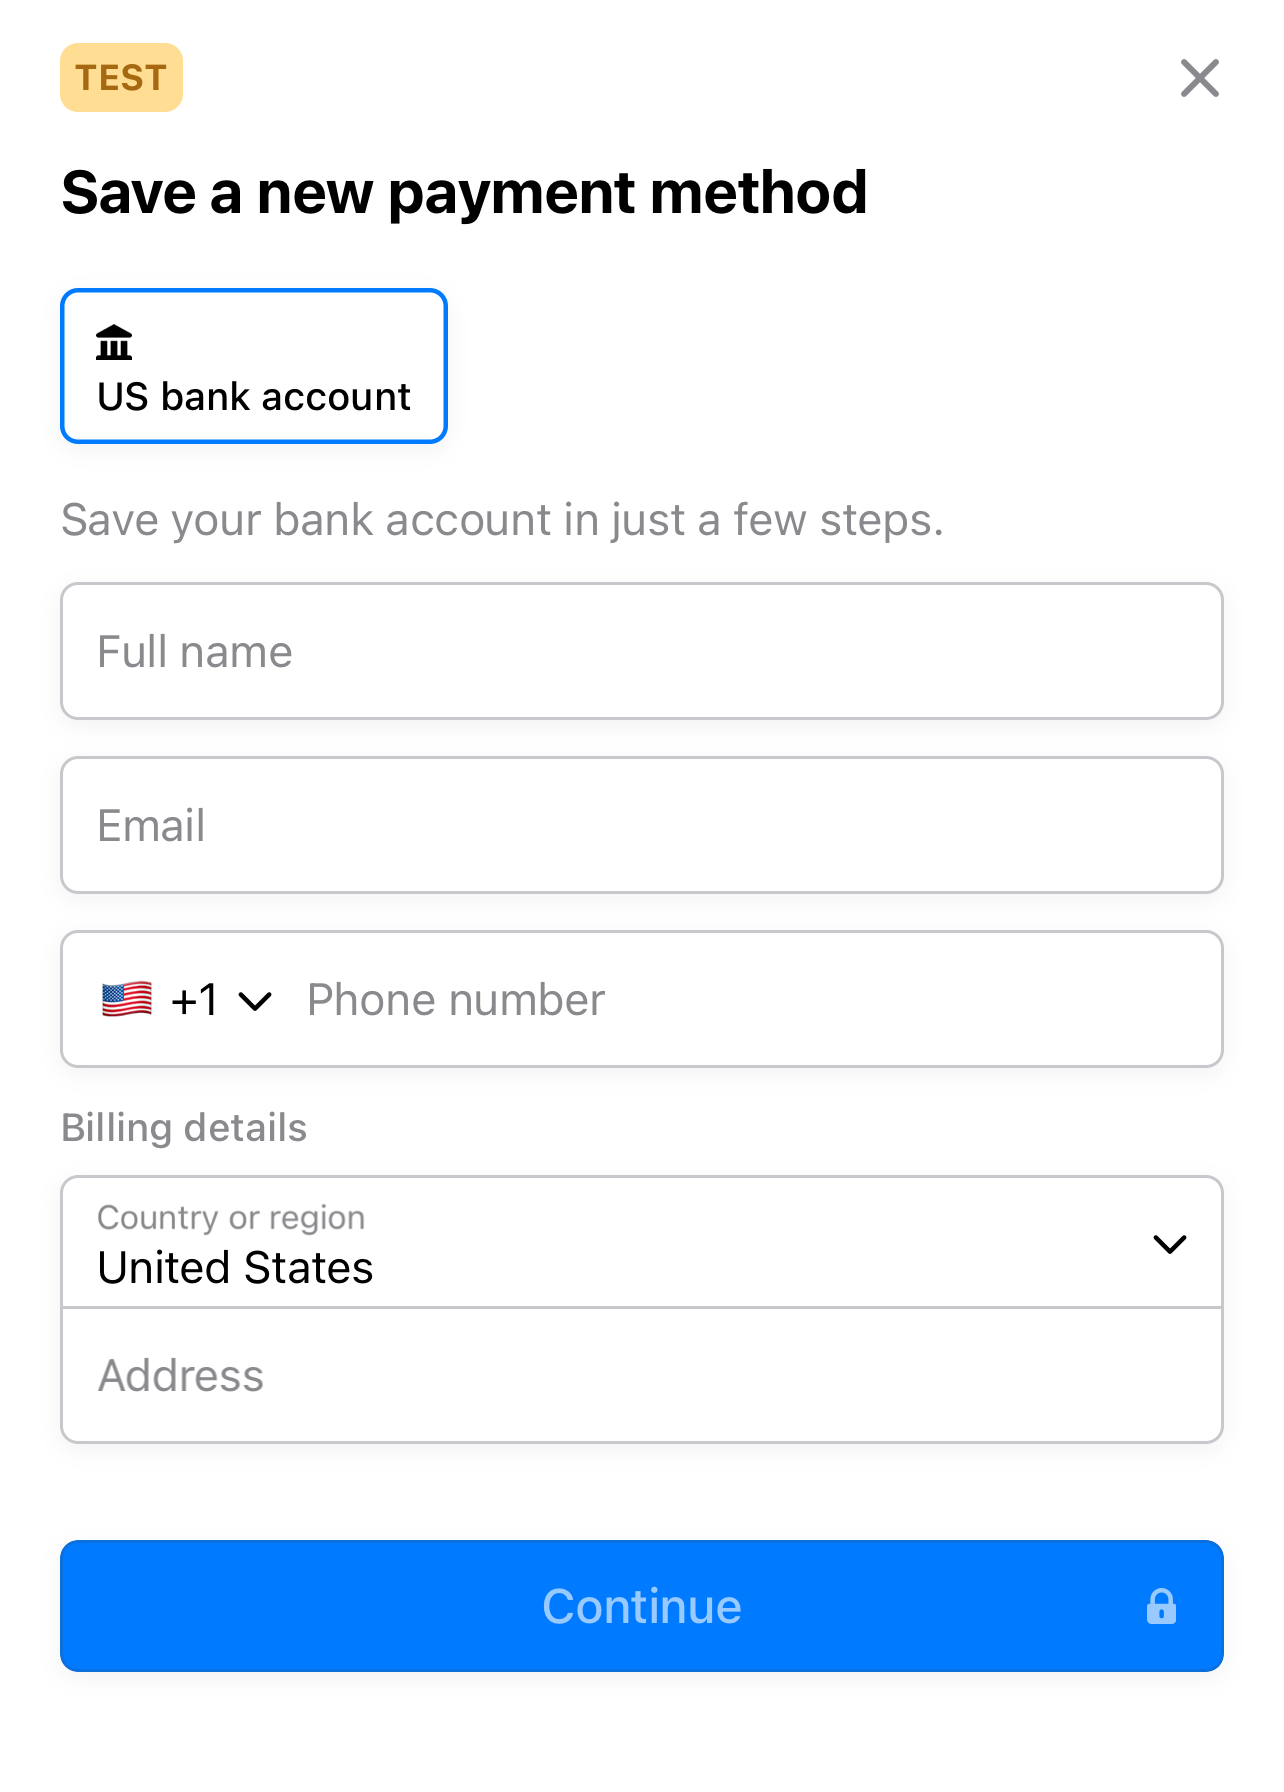 TEST
Save a new payment method
US bank account
Save your bank account in just a few steps.
Full name
Email
+1 Phone number
Billing details
Country or region
United States
Address
Continue